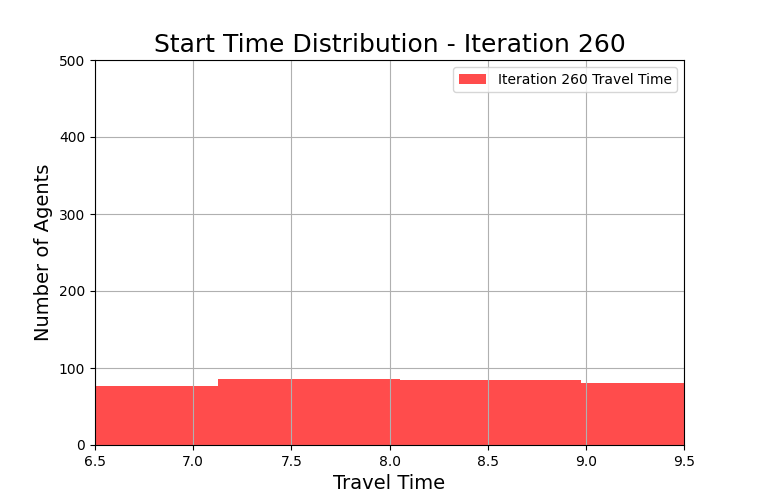 Start Time Distribution - Iteration 260
Iteration 260 Travel Time
Number of Agents
500
400
300
200
100
0
6.5 7.0 7.5 8.0 8.5 9.0 9.5
Travel Time